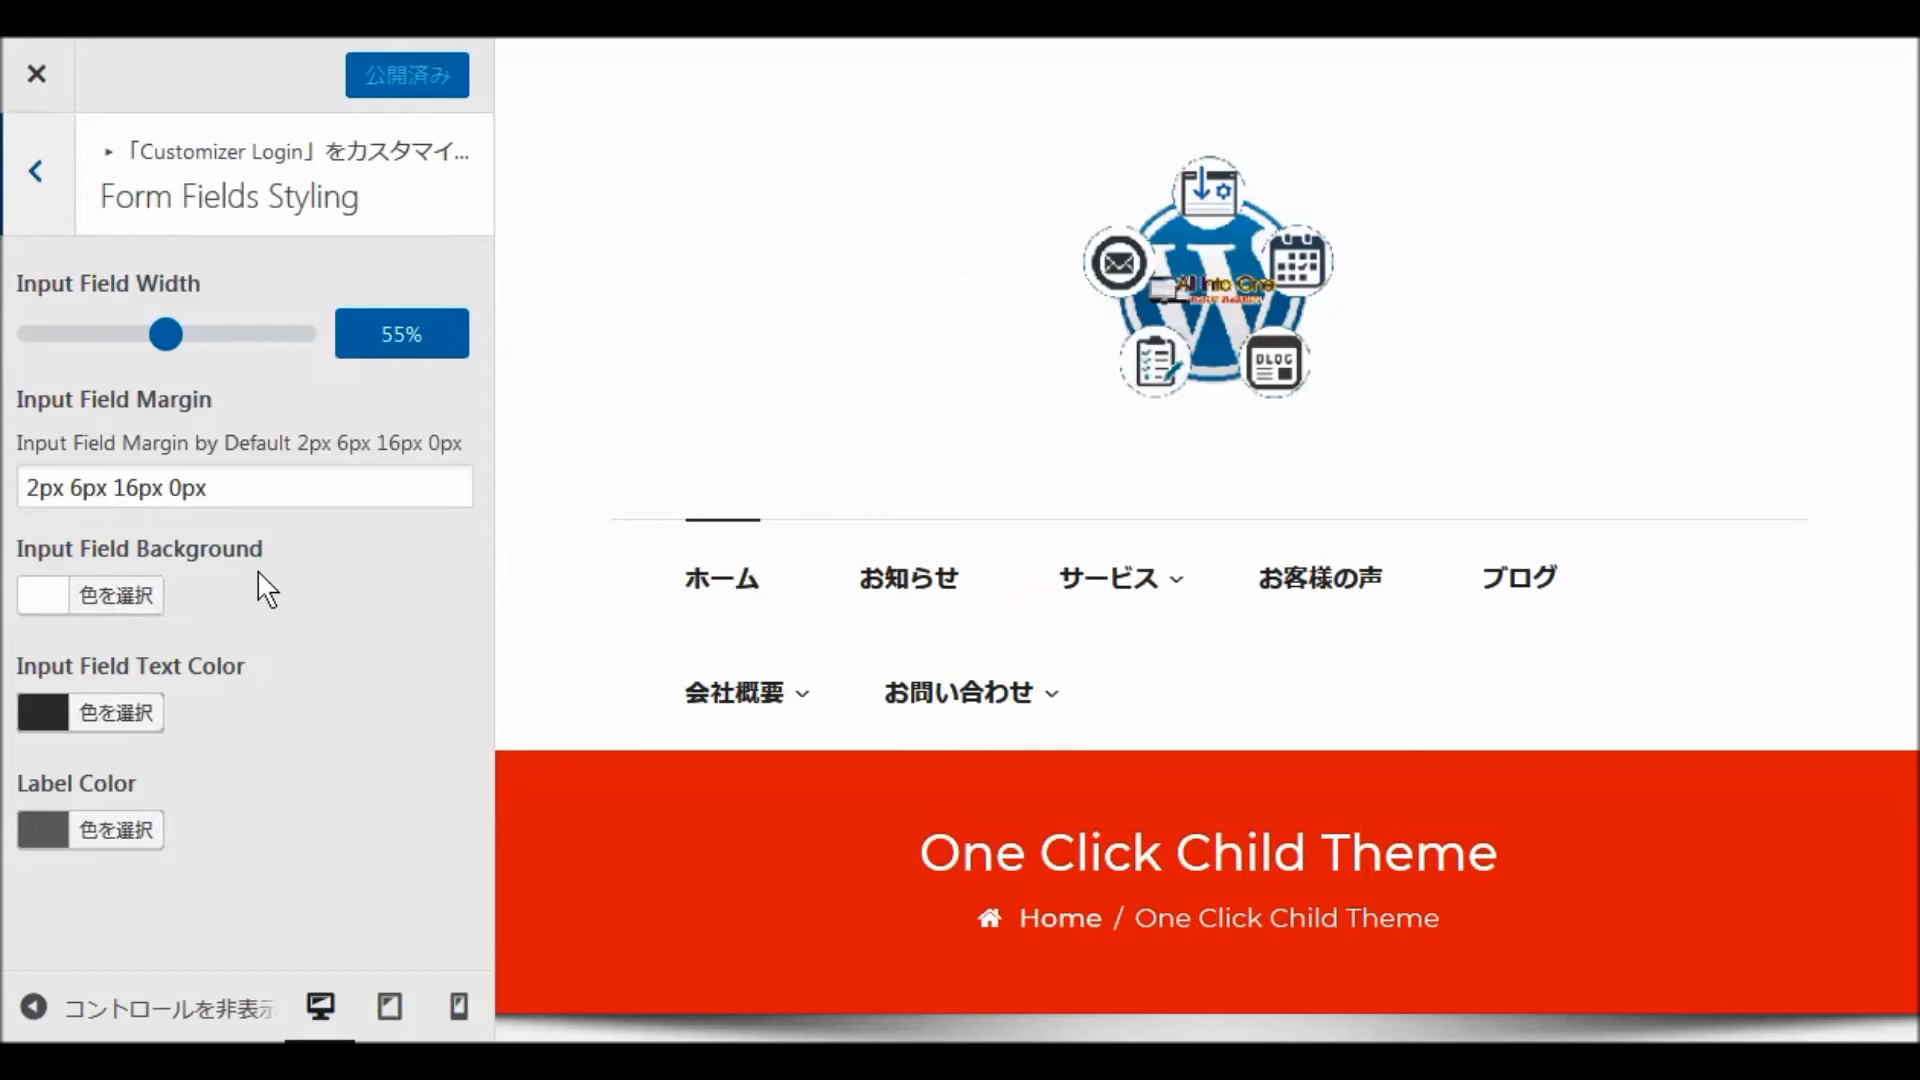 公開済み
▸「Customizer Login」をカスタマイ...
Form Fields Styling
Input Field Width
55%
Input Field Margin
Input Field Margin by Default 2px 6px 16px 0px
2px 6px 16px 0px
Input Field Background
色を選択
Input Field Text Color
色を選択
Label Color
色を選択
コントロールを非表示
All Into One
BLOG
ホーム お知らせ サービス お客様の声 ブログ
会社概要 お問い合わせ
One Click Child Theme
Home / One Click Child Theme